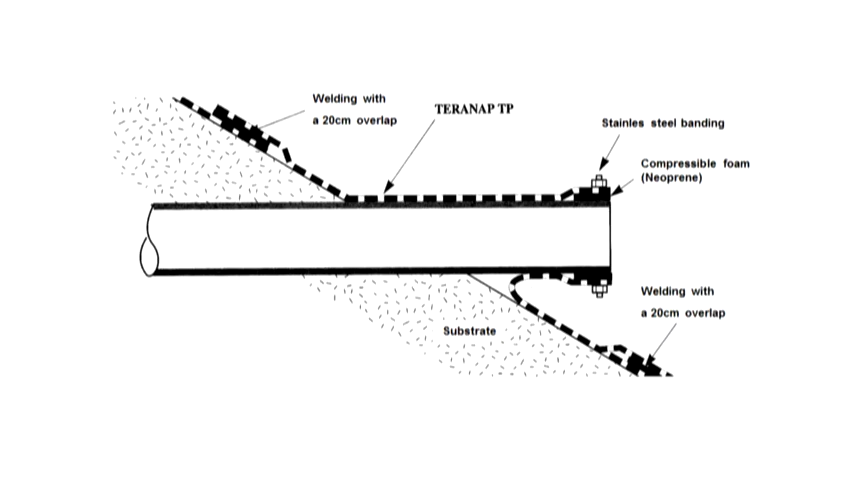 Welding with
a 20cm overlap
TERANAP TP
Stainles steel banding
Compressible foam
(Neoprene)
Welding with
a 20cm overlap
Substrate